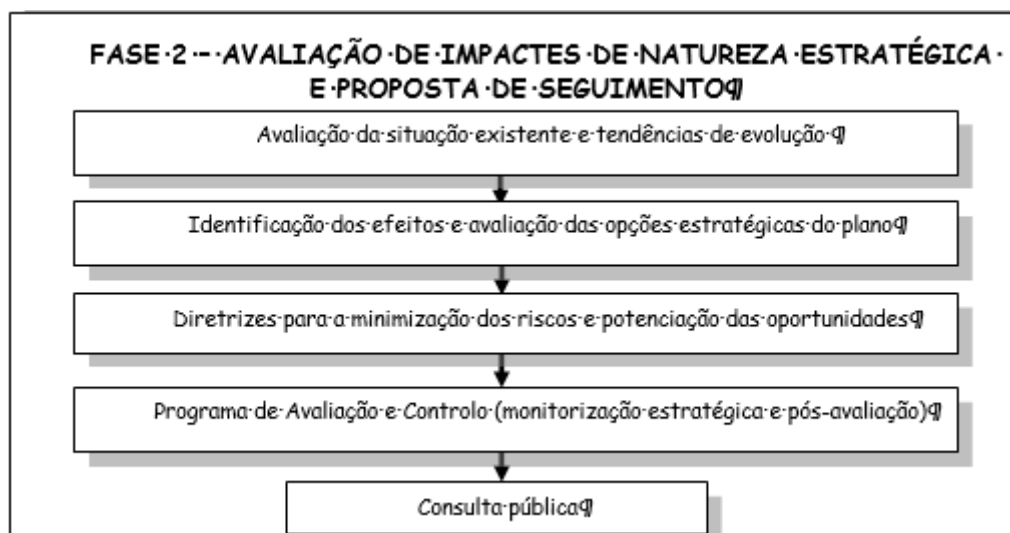 FASE·2·-·AVALIAÇÃO·DE·IMPACTES·DE·NATUREZA·ESTRATÉGICA·
E·PROPOSTA·DE·SEGUIMENTO¶
Avaliação·da·situação·existente·e·tendências·de·evolução·¶
Identificação·dos·efeitos·e·avaliação·das·opções·estratégicas·do·plano¶
Diretrizes·para·a·minimização·dos·riscos·e·potenciação·das·oportunidades¶
Programa·de·Avaliação·e·Controlo·(monitorização·estratégica·e·pós-avaliação)¶
Consulta·pública¶